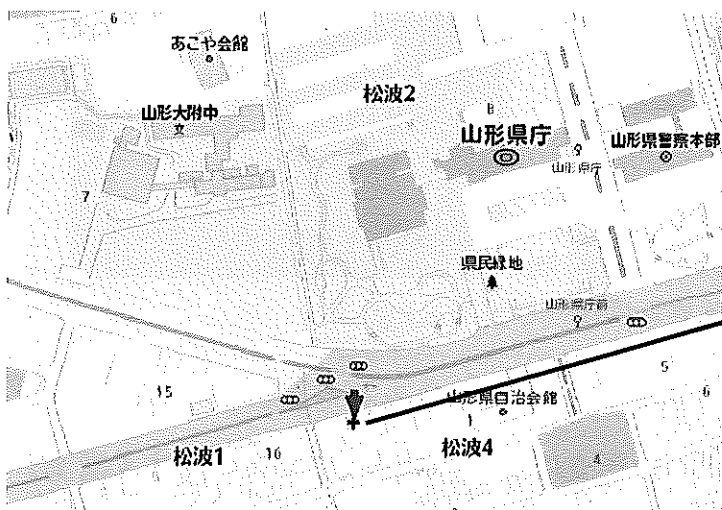 6
あこや会館
山形大附中
松波2
8
山形県庁
山形県警察本部
山形県庁
7
県民緑地
山形県庁前
15
山形県自治会館
5
6
1
松波1
16
松波4
4